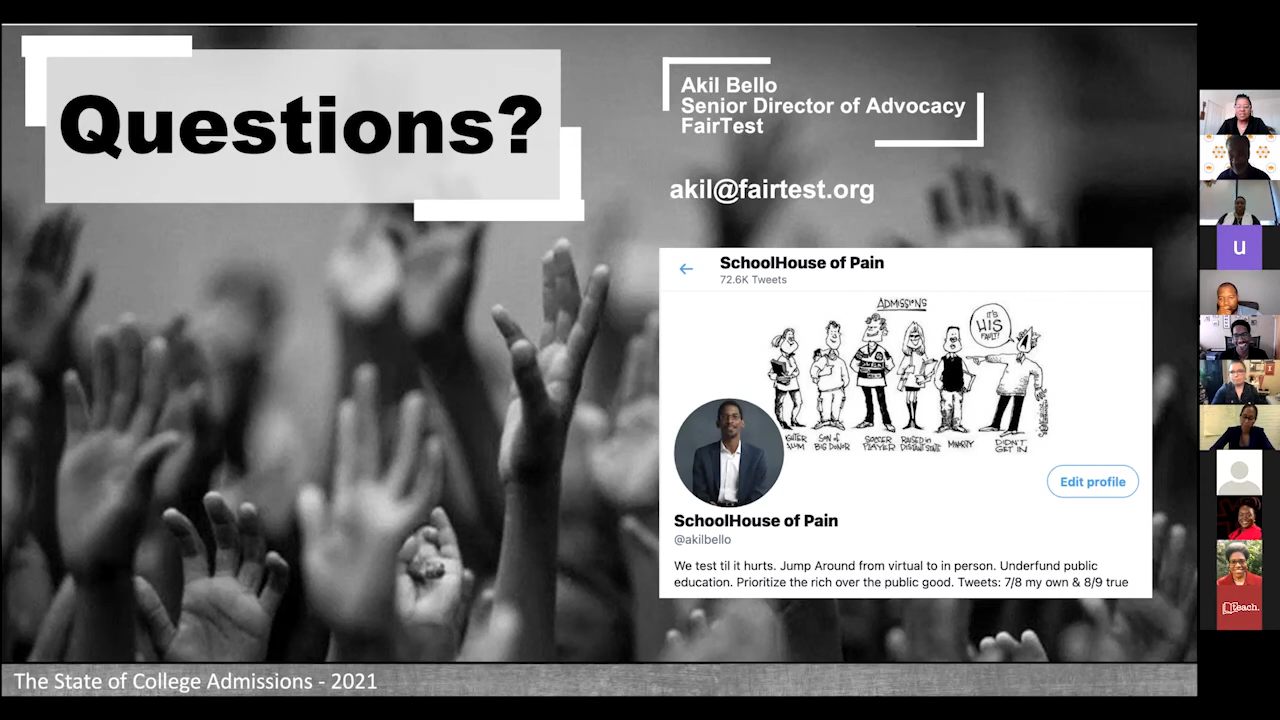 Questions?
Akil Bello
Senior Director of Advocacy
FairTest
akil@fairtest.org
SchoolHouse of Pain
72.6K Tweets
ADMISSIONS
IT'S
HIS
FAULT!
SON of
BIG DONOR
SOCCER
PLAYER
RAISED in
DISTANT STATE
MINORITY
DIDN'T
GET IN
Edit profile
SchoolHouse of Pain
@akilbello
We test til it hurts. Jump Around from virtual to in person. Underfund public
education. Prioritize the rich over the public good. Tweets: 7/8 my own & 8/9 true
The State of College Admissions - 2021
u
teach.